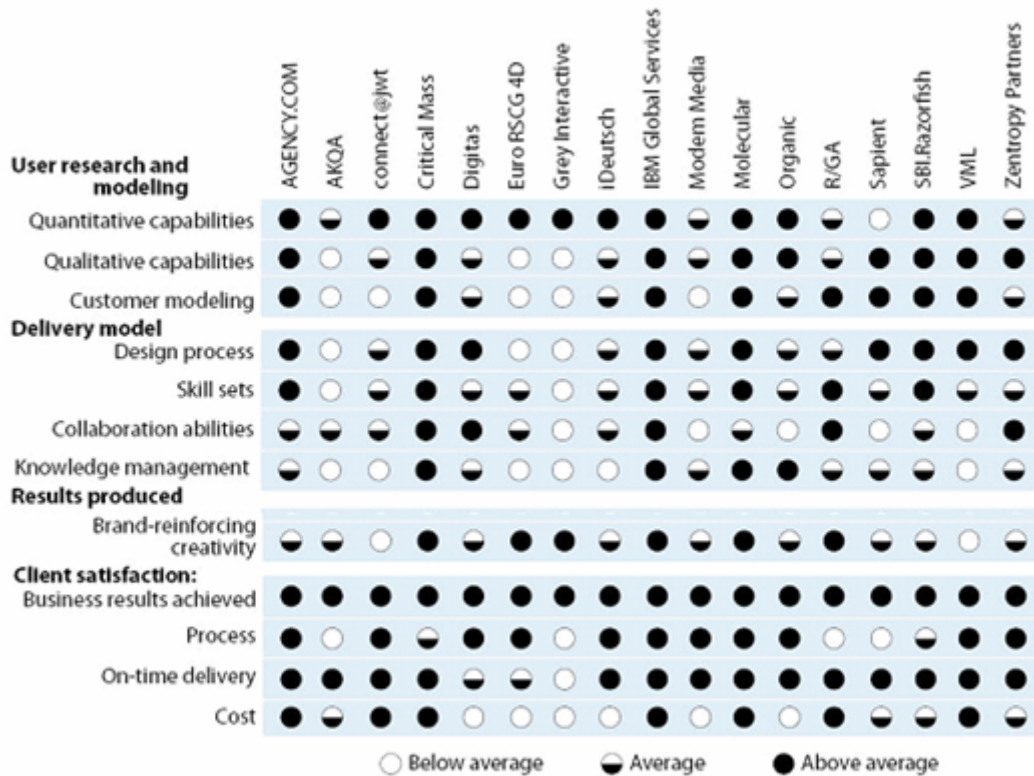 AGENCY.COM
AKQA
connect@jwt
Critical Mass
Digitas
Euro RSCG 4D
Grey Interactive
iDeutsch
IBM Global Services
Modem Media
Molecular
Organic
R/GA
Sapient
SBI.Razorfish
VML
Zentropy Partners
User research and
modeling
Quantitative capabilities
Qualitative capabilities
Customer modeling
Delivery model
Design process
Skill sets
Collaboration abilities
Knowledge management
Results produced
Brand-reinforcing
creativity
Client satisfaction:
Business results achieved
Process
On-time delivery
Cost
Below average Average Above average